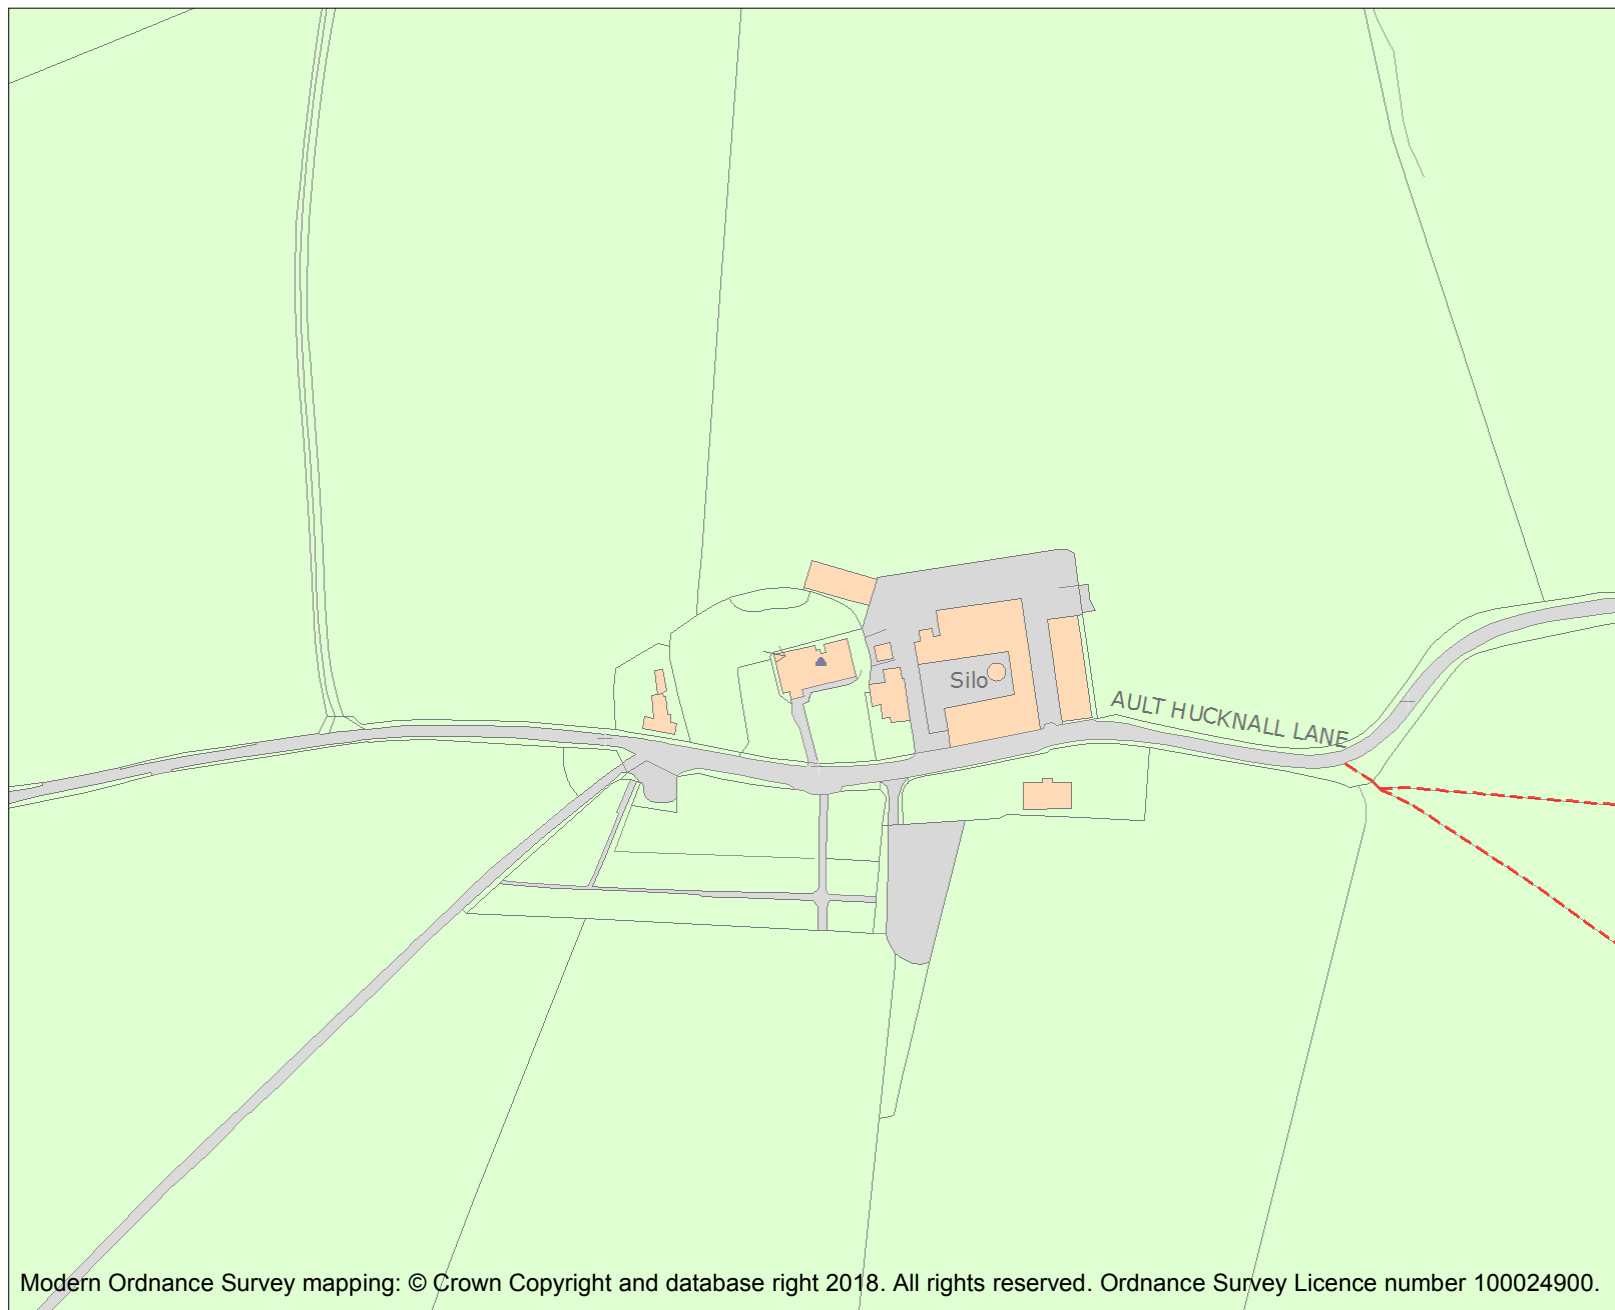 Silo
AULT HUCKNALL LANE
Modern Ordnance Survey mapping: © Crown Copyright and database right 2018. All rights reserved. Ordnance Survey Licence number 100024900.